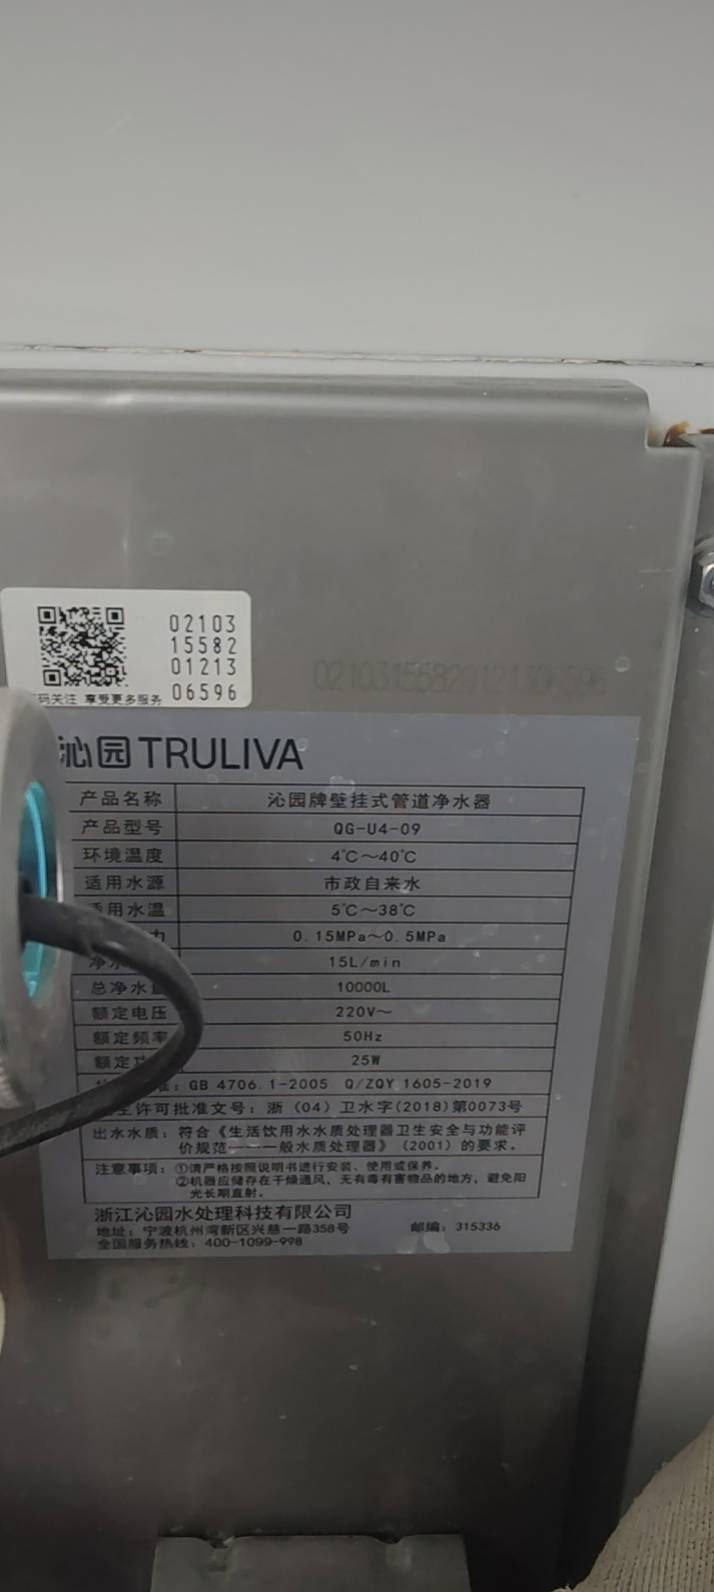 02103
15582
01213
码关注 享受更多服务 06596
沁园 TRULIVA
产品名称 沁园牌壁挂式管道净水器
产品型号 QG-U4-09
环境温度 4℃～40℃
适用水源 市政自来水
适用水温 5℃～38℃
力 0.15MPa～0.5MPa
净水 15L/min
总净水量 10000L
额定电压 220V～
额定频率 50Hz
额定功 25W
准：GB 4706.1-2005 Q/ZQY 1605-2019
生许可批准文号：浙（04）卫水字(2018)第0073号
出水水质：符合《生活饮用水水质处理器卫生安全与功能评
价规范——一般水质处理器》（2001）的要求。
注意事项：①请严格按照说明书进行安装、使用或保养。
②机器应储存在干燥通风，无有毒有害物品的地方，避免阳
光长期直射。
浙江沁园水处理科技有限公司
地址：宁波杭州湾新区兴慈一路358号 邮编：315336
全国服务热线：400-1099-998